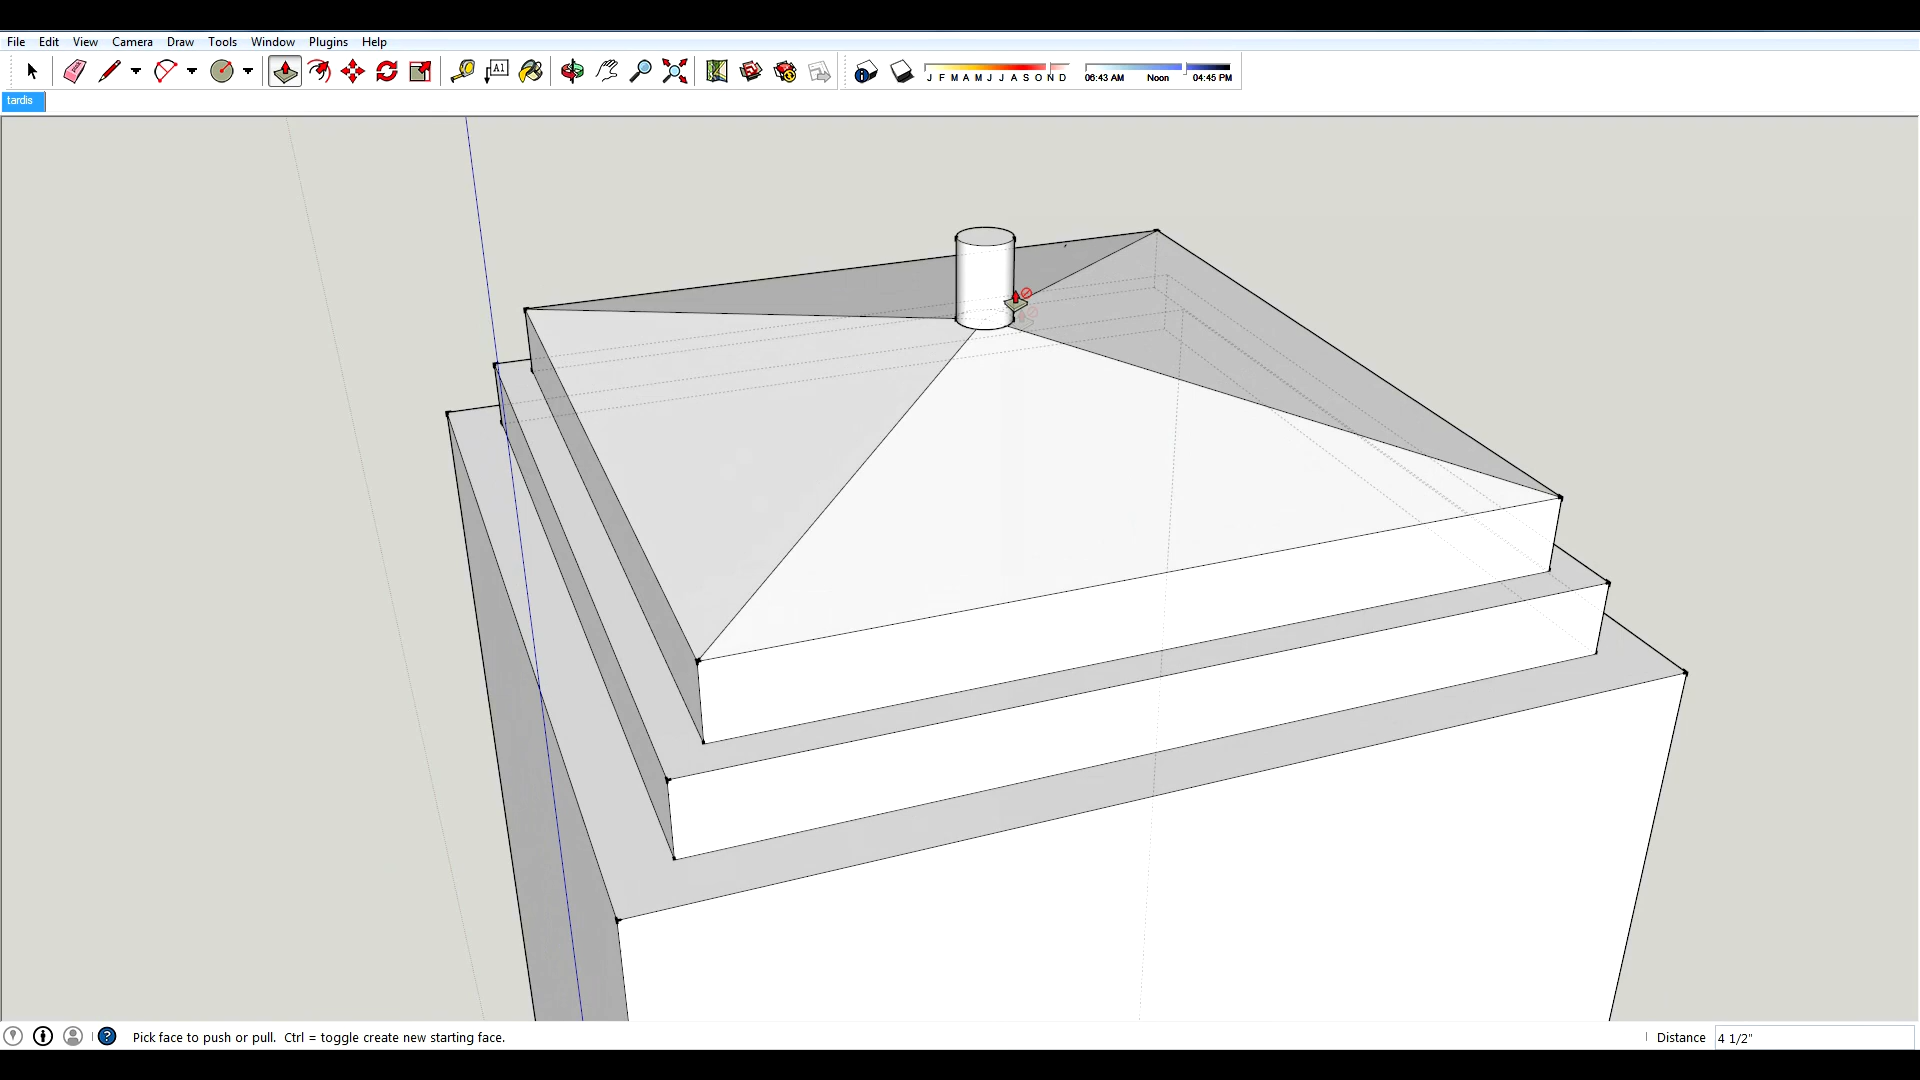 File Edit View Camera Draw Tools Window Plugins Help
A1
J F M A M J J A S O N D 06:43 AM Noon 04:45 PM
tardis
Pick face to push or pull. Ctrl = toggle create new starting face. Distance 4 1/2"